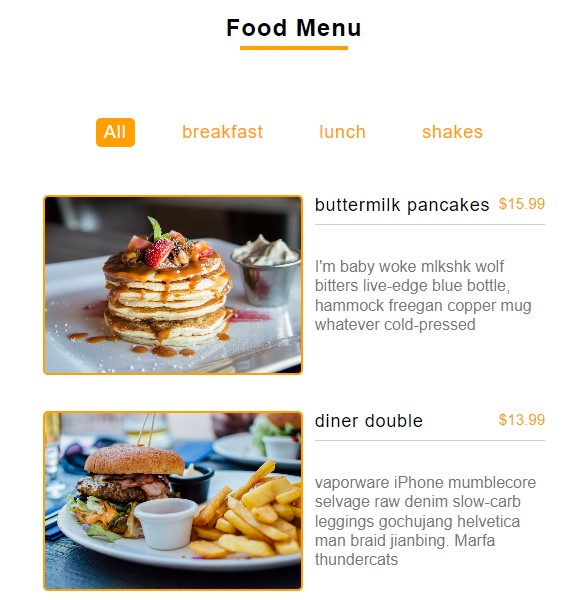 Food Menu
All breakfast lunch shakes
buttermilk pancakes $15.99
I'm baby woke mlkshk wolf
bitters live-edge blue bottle,
hammock freegan copper mug
whatever cold-pressed
diner double $13.99
vaporware iPhone mumblecore
selvage raw denim slow-carb
leggings gochujang helvetica
man braid jianbing. Marfa
thundercats